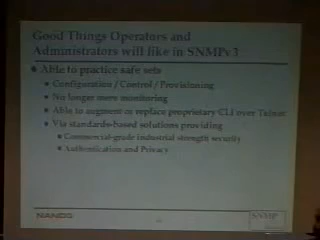 Good Things Operators and
Administrators will like in SNMPv3
Able to practice safe sets
Configuration / Control / Provisioning
No longer mere monitoring
Able to augment or replace proprietary CLI over Telnet
Via standards-based solutions providing
Commercial-grade industrial strength security
Authentication and Privacy
NANOG
SNMP